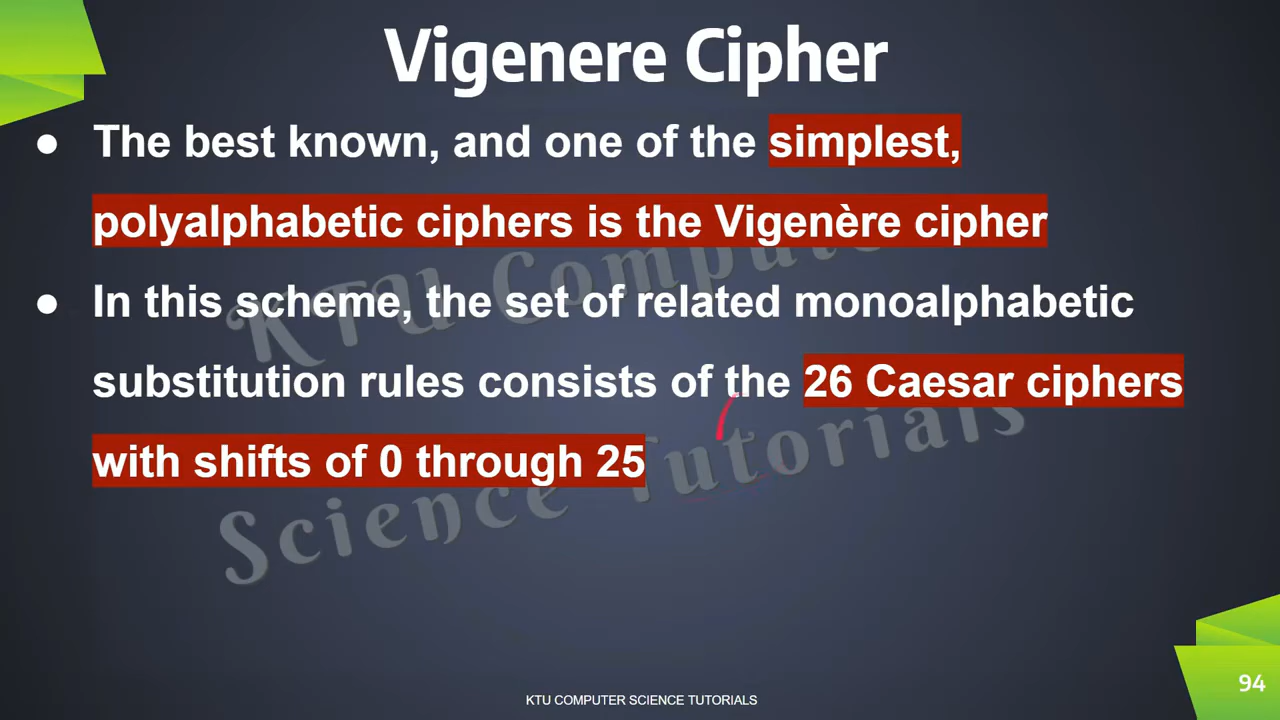 Vigenere Cipher
● The best known, and one of the simplest,
polyalphabetic ciphers is the Vigenère cipher
● In this scheme, the set of related monoalphabetic
substitution rules consists of the 26 Caesar ciphers
with shifts of 0 through 25
KTU Computer
Science Tutorials
94
KTU COMPUTER SCIENCE TUTORIALS